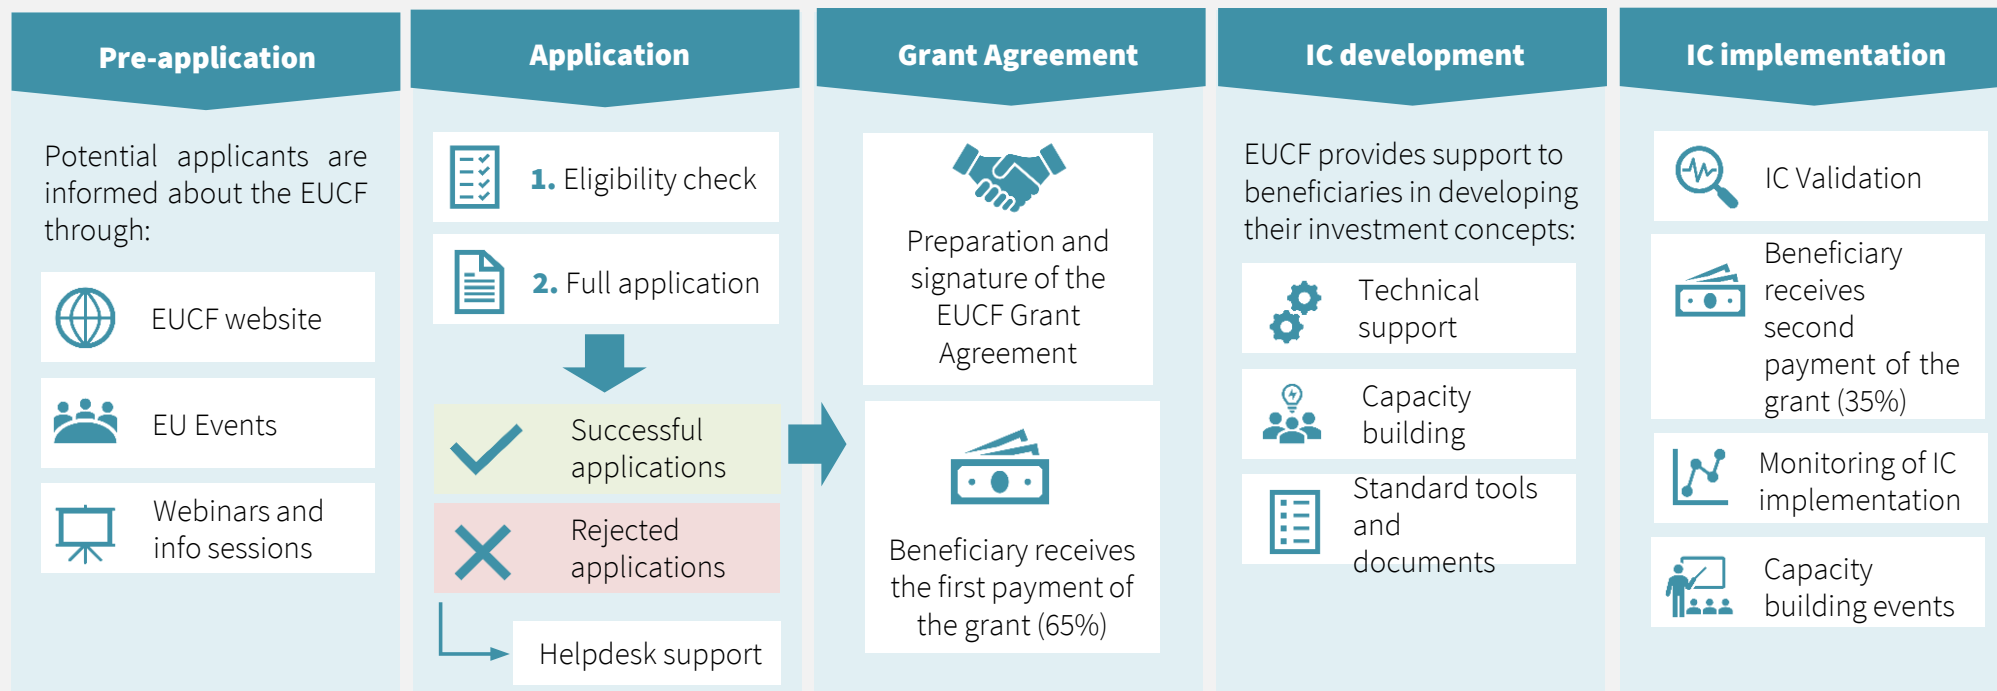 Pre-application
Potential applicants are
informed about the EUCF
through:
EUCF website
EU Events
Webinars and
info sessions
Application
1. Eligibility check
2. Full application
Successful
applications
Rejected
applications
Helpdesk support
Grant Agreement
Preparation and
signature of the
EUCF Grant
Agreement
Beneficiary receives
the first payment of
the grant (65%)
IC development
EUCF provides support to
beneficiaries in developing
their investment concepts:
Technical
support
Capacity
building
Standard tools
and
documents
IC implementation
IC Validation
Beneficiary
receives
second
payment of the
grant (35%)
Monitoring of IC
implementation
Capacity
building events